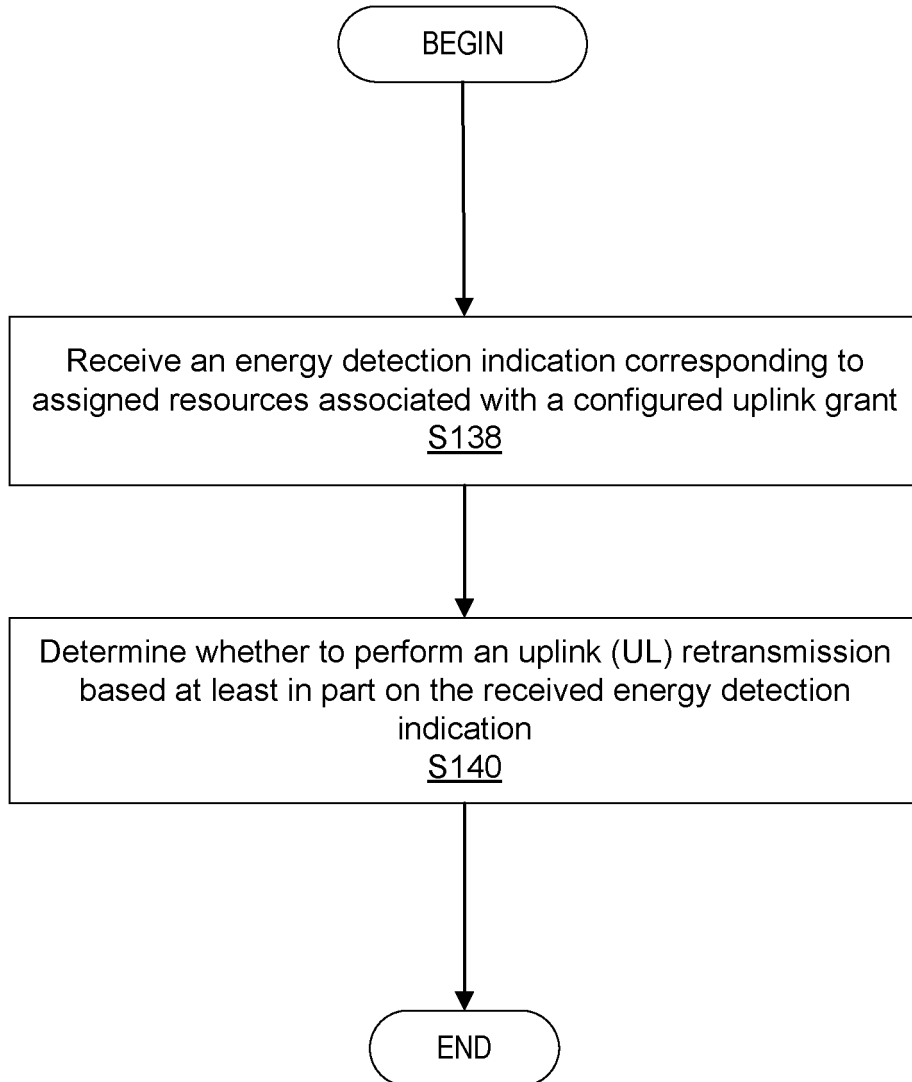 BEGIN
Receive an energy detection indication corresponding to
assigned resources associated with a configured uplink grant
S138
Determine whether to perform an uplink (UL) retransmission
based at least in part on the received energy detection
indication
S140
END